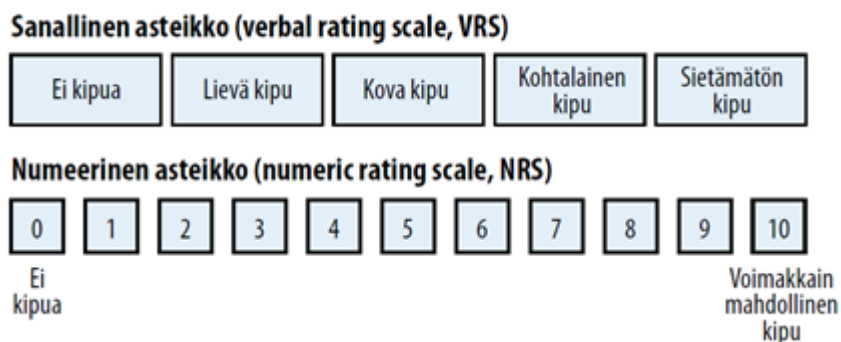 Sanallinen asteikko (verbal rating scale, VRS)
Ei kipua
Lievä kipu
Kova kipu
Kohtalainen
kipu
Sietämätön
kipu
Numeerinen asteikko (numeric rating scale, NRS)
0 1 2 3 4 5 6 7 8 9 10
Ei
kipua
Voimakkain
mahdollinen
kipu